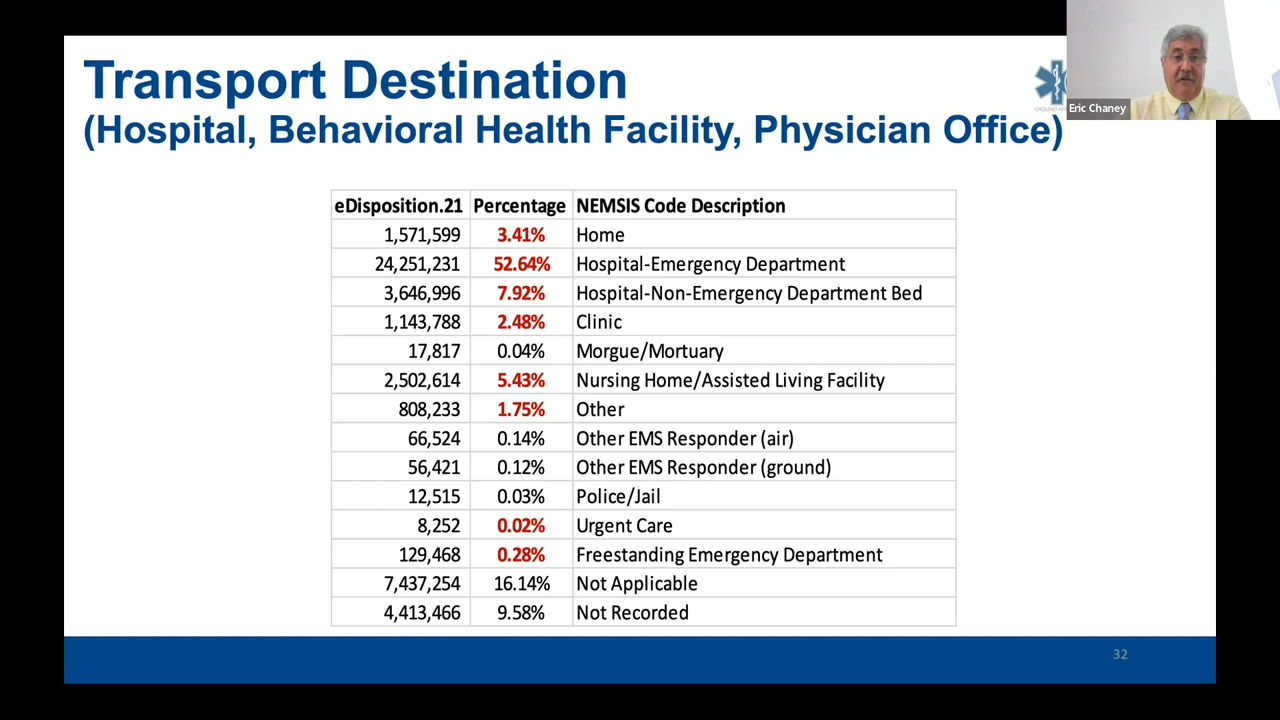 Transport Destination
(Hospital, Behavioral Health Facility, Physician Office)
Eric Chaney
eDisposition.21 Percentage NEMSIS Code Description
1,571,599 3.41% Home
24,251,231 52.64% Hospital-Emergency Department
3,646,996 7.92% Hospital-Non-Emergency Department Bed
1,143,788 2.48% Clinic
17,817 0.04% Morgue/Mortuary
2,502,614 5.43% Nursing Home/Assisted Living Facility
808,233 1.75% Other
66,524 0.14% Other EMS Responder (air)
56,421 0.12% Other EMS Responder (ground)
12,515 0.03% Police/Jail
8,252 0.02% Urgent Care
129,468 0.28% Freestanding Emergency Department
7,437,254 16.14% Not Applicable
4,413,466 9.58% Not Recorded
32